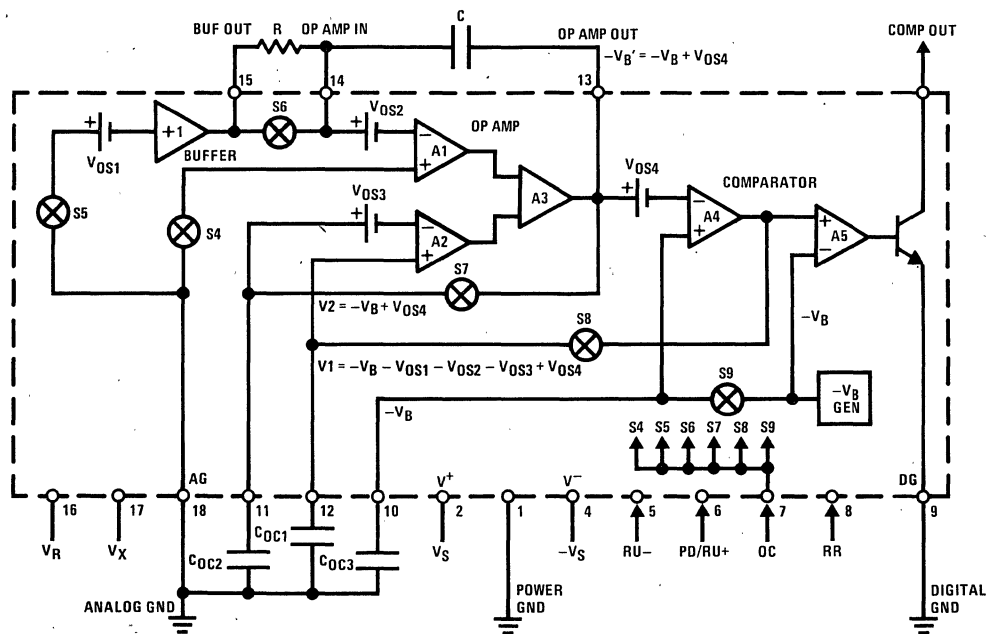 BUF OUT R OP AMP IN C OP AMP OUT COMP OUT
–VB' = –VB + VOS4
15 14 13
+ VOS1 +1 BUFFER S6 + VOS2 – + A1 OP AMP
S5 S4 + VOS3 – + A2 A3 + VOS4 – + A4 COMPARATOR + – A5
S7
V2 = –VB + VOS4
S8
V1 = –VB – VOS1 – VOS2 – VOS3 + VOS4
–VB
–VB S9 –VB GEN
S4 S5 S6 S7 S8 S9
AG V+ V– DG
16 17 18 11 12 10 2 1 4 5 6 7 8 9
VR VX COC2 COC1 COC3 VS –VS RU– PD/RU+ OC RR
ANALOG GND
POWER GND
DIGITAL GND